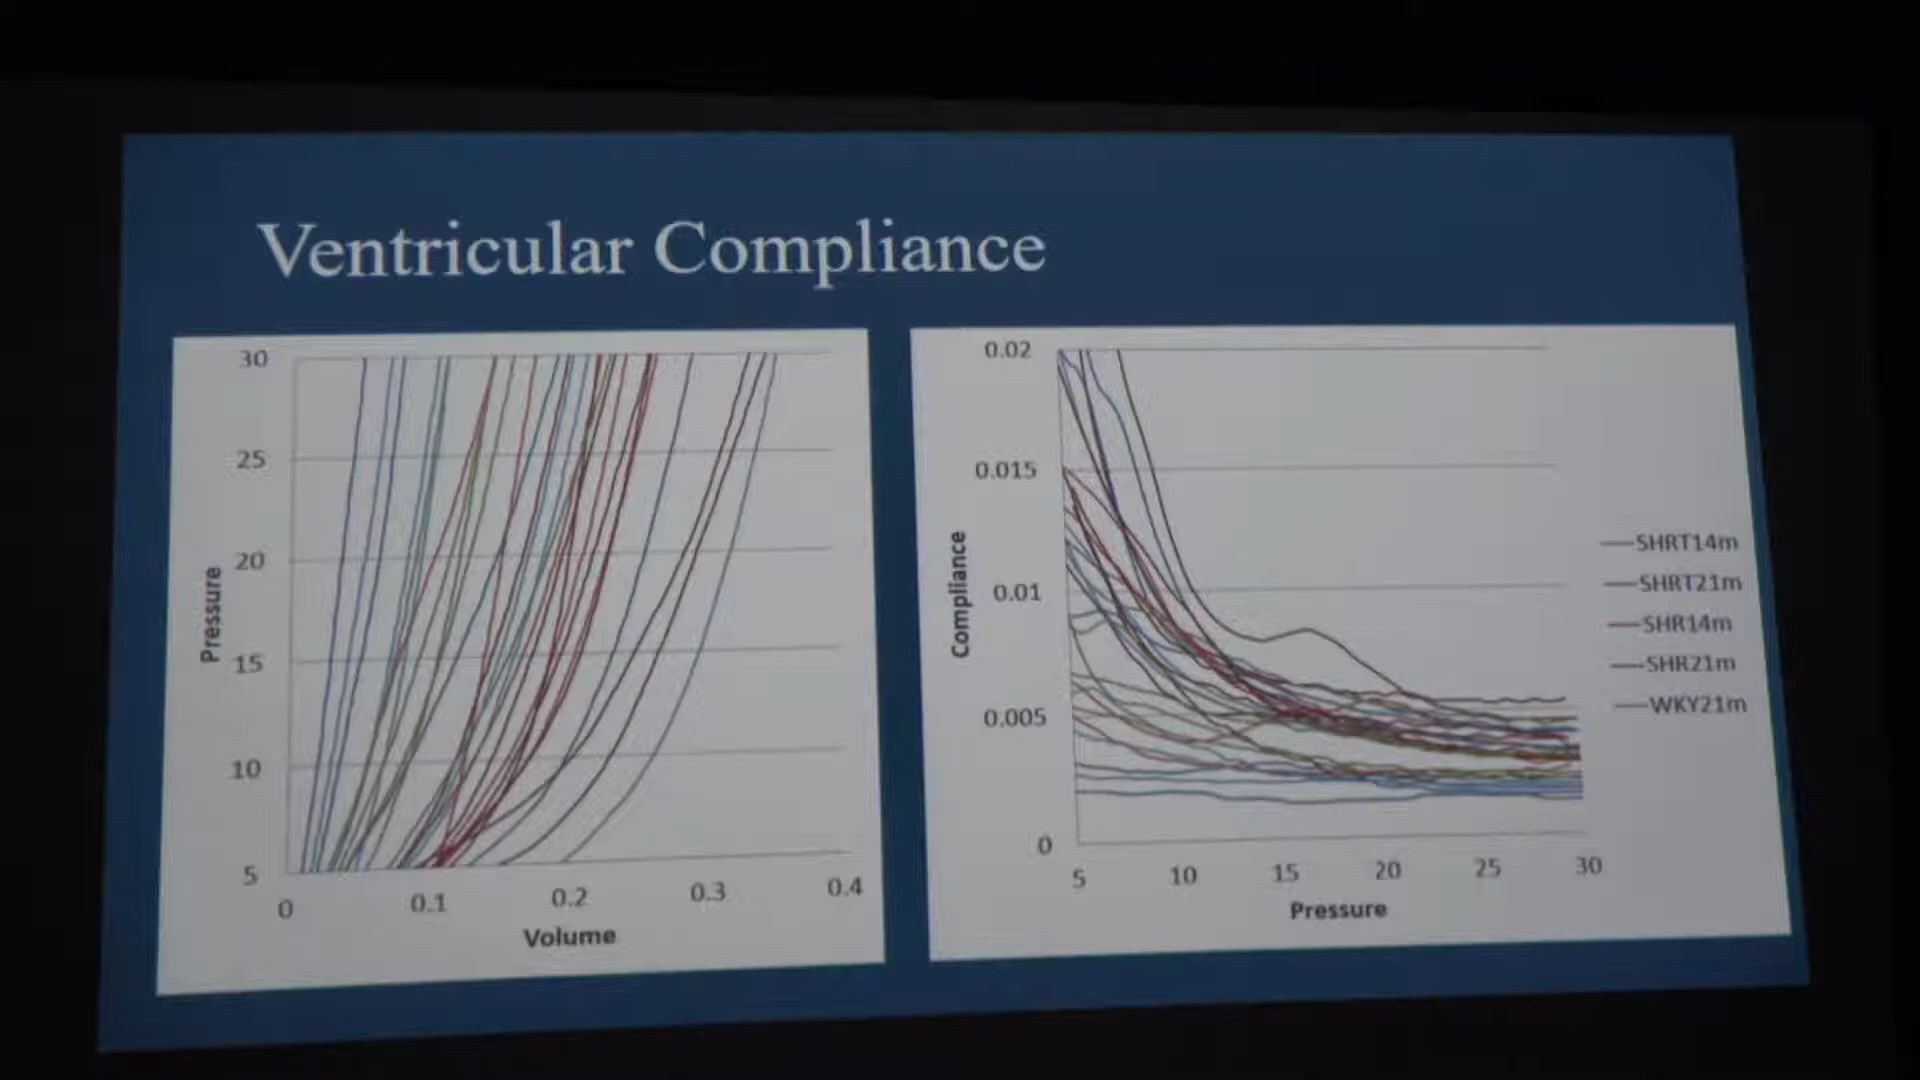 Ventricular Compliance
30
25
20
15
10
5
0
0.1
0.2
0.3
0.4
Pressure
Volume
0.02
0.015
0.01
0.005
0
5
10
15
20
25
30
Compliance
Pressure
SHRT14m
SHRT21m
SHR14m
SHR21m
WKY21m